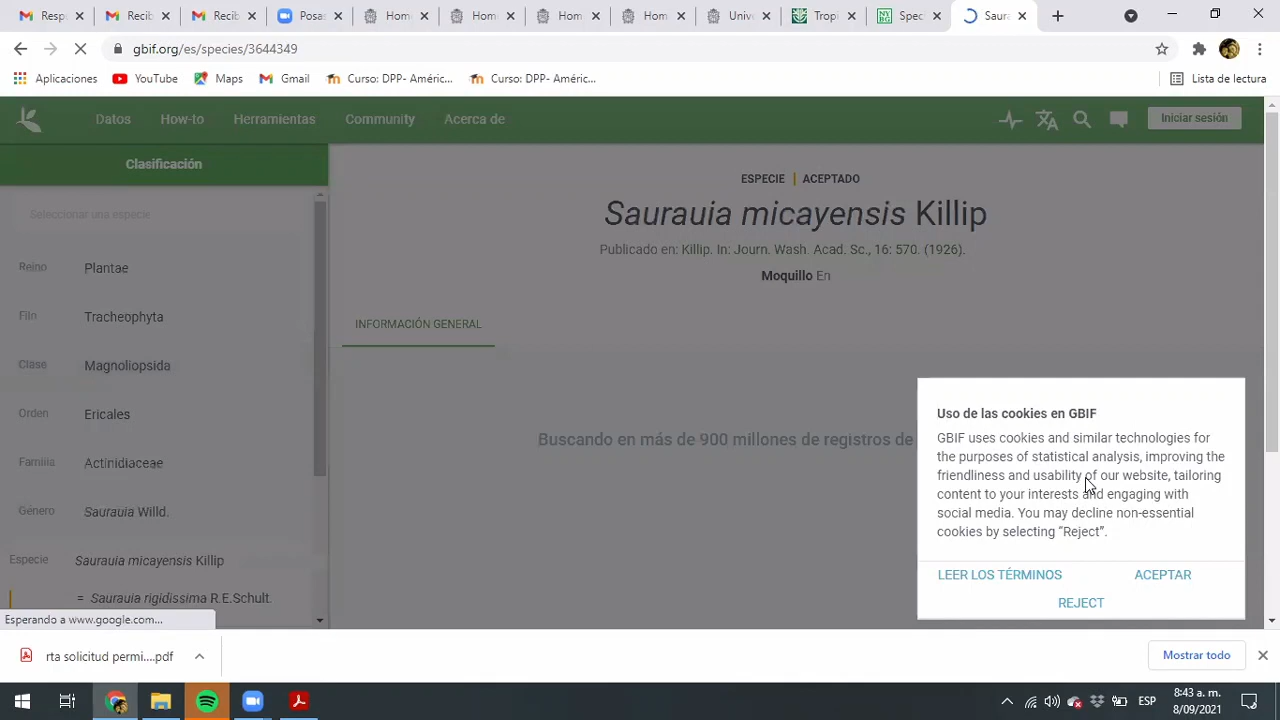 Resp
Recib
Recib
Posas
Hom
Hom
Hom
Hom
Univ
Trop
Spec
Saura
gbif.org/es/species/3644349
Aplicaciones YouTube Maps Gmail Curso: DPP- Améric... Curso: DPP- Améric... Lista de lectura
Datos How-to Herramientas Community Acerca de Iniciar sesión
Clasificación
Seleccionar una especie
Reino Plantae
Filn Tracheophyta
Clase Magnoliopsida
Orden Ericales
Familia Actinidiaceae
Género Saurauia Willd.
Especie Saurauia micayensis Killip
= Saurauia rigidissima R.E.Schult.
ESPECIE ACEPTADO
Saurauia micayensis Killip
Publicado en: Killip. In: Journ. Wash. Acad. Sc., 16: 570. (1926).
Moquillo En
INFORMACIÓN GENERAL
Buscando en más de 900 millones de registros de
Uso de las cookies en GBIF
GBIF uses cookies and similar technologies for
the purposes of statistical analysis, improving the
friendliness and usability of our website, tailoring
content to your interests and engaging with
social media. You may decline non-essential
cookies by selecting “Reject”.
LEER LOS TÉRMINOS ACEPTAR
REJECT
Esperando a www.google.com...
rta solicitud permi....pdf Mostrar todo
ESP
8:43 a. m.
8/09/2021